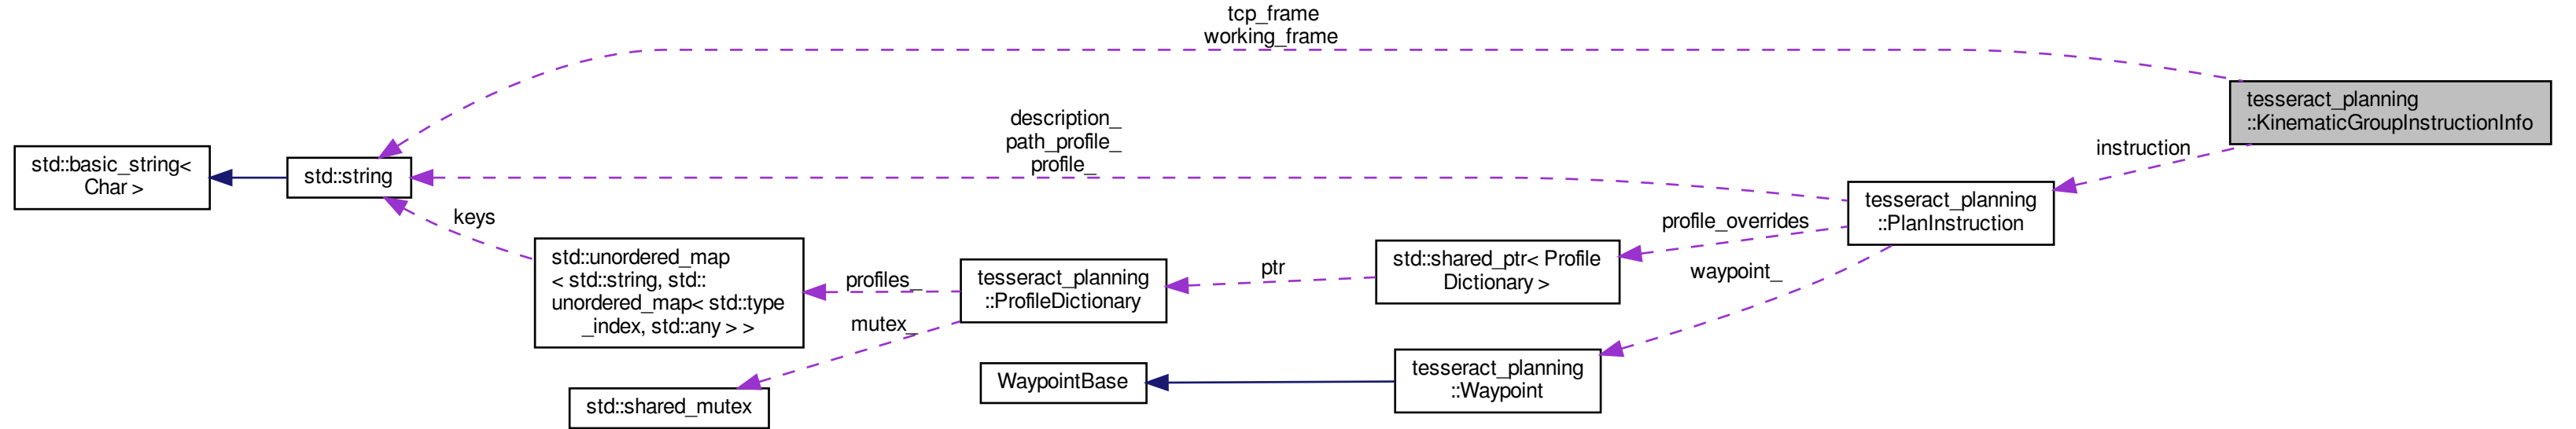 tcp_frame
working_frame
tesseract_planning
::KinematicGroupInstructionInfo
description_
path_profile_
profile_
instruction
std::basic_string<
Char >
std::string
tesseract_planning
::PlanInstruction
keys
profile_overrides
std::unordered_map
< std::string, std::
unordered_map< std::type
_index, std::any > >
profiles_
tesseract_planning
::ProfileDictionary
ptr
std::shared_ptr< Profile
Dictionary >
waypoint_
mutex_
std::shared_mutex
WaypointBase
tesseract_planning
::Waypoint